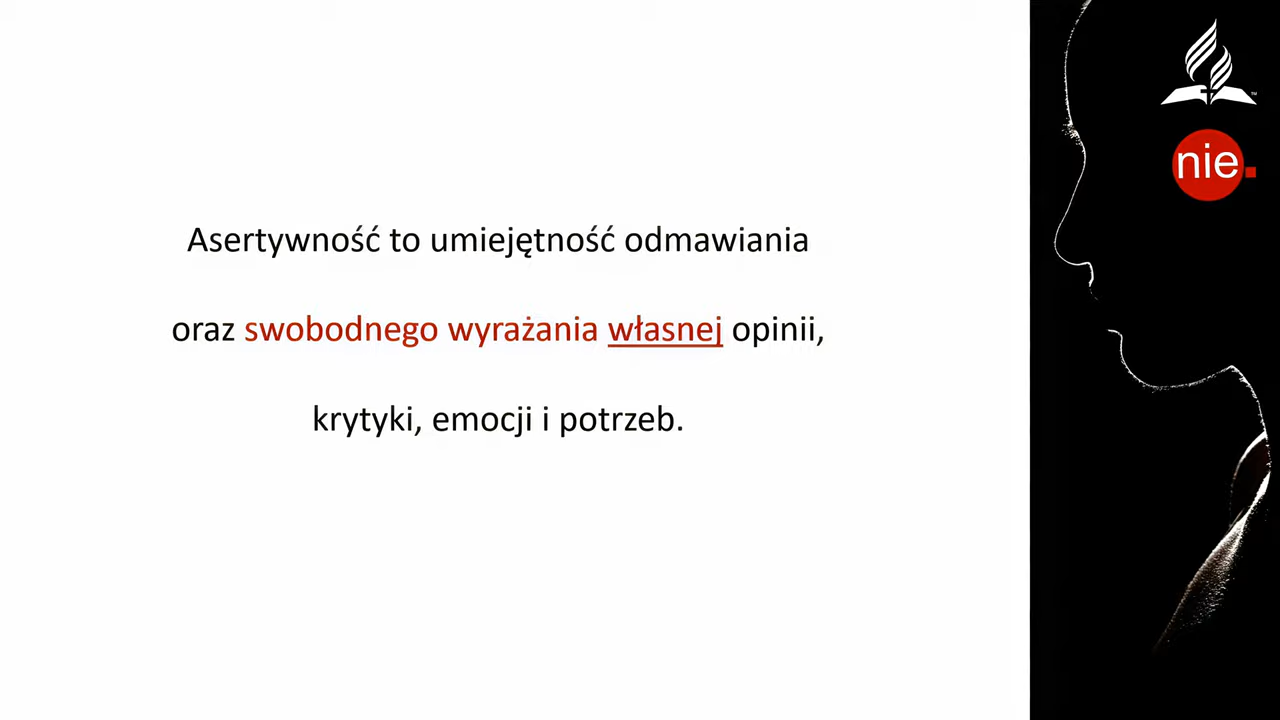 Asertywność to umiejętność odmawiania
oraz swobodnego wyrażania własnej opinii,
krytyki, emocji i potrzeb.
nie.